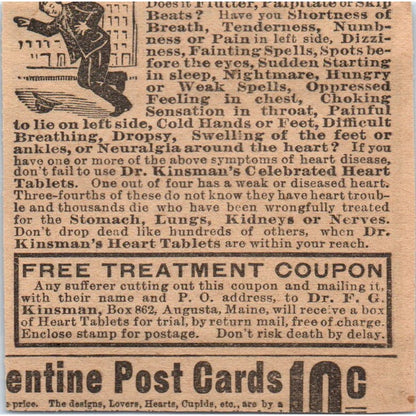 Does it Flutter, Palpitate or Skip
Beats? Have you Shortness of
Breath, Tenderness, Numb-
ness or Pain in left side, Dizzi-
ness, Fainting Spells, Spots be-
fore the eyes, Sudden Starting
in sleep, Nightmare, Hungry
or Weak Spells, Oppressed
Feeling in chest, Choking
Sensation in throat, Painful
to lie on left side, Cold Hands or Feet, Difficult
Breathing, Dropsy, Swelling of the feet or
ankles, or Neuralgia around the heart? If you
have one or more of the above symptoms of heart disease,
don't fail to use Dr. Kinsman's Celebrated Heart
Tablets. One out of four has a weak or diseased heart.
Three-fourths of these do not know they have heart trou-
ble and thousands die who have been wrongfully treated
for the Stomach, Lungs, Kidneys or Nerves.
Don't drop dead like hundreds of others, when Dr.
Kinsman's Heart Tablets are within your reach.
FREE TREATMENT COUPON
Any sufferer cutting out this coupon and mailing it,
with their name and P. O. address, to Dr. F. G.
Kinsman, Box 862, Augusta, Maine, will receive a box
of Heart Tablets for trial, by return mail, free of charge.
Enclose stamp for postage. Don't risk death by delay.
entine Post Cards 10c
e price. The designs, Lovers, Hearts, Cupids, etc., are by a